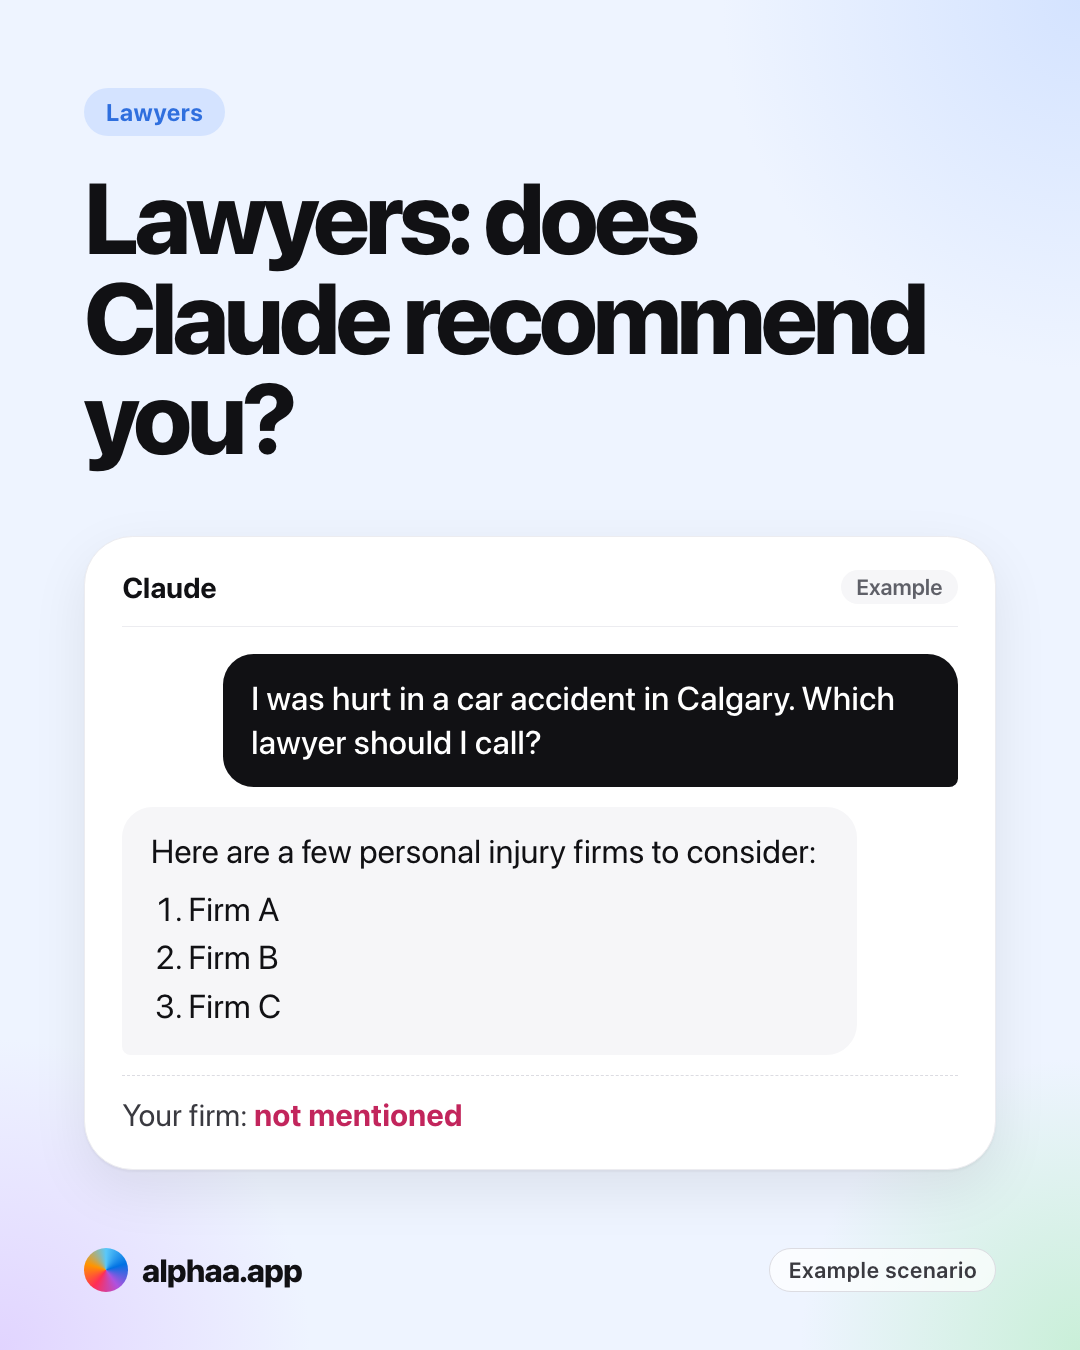 Lawyers
Lawyers: does
Claude recommend
you?
Claude
Example
I was hurt in a car accident in Calgary. Which
lawyer should I call?
Here are a few personal injury firms to consider:
1. Firm A
2. Firm B
3. Firm C
Your firm: not mentioned
alphaa.app
Example scenario